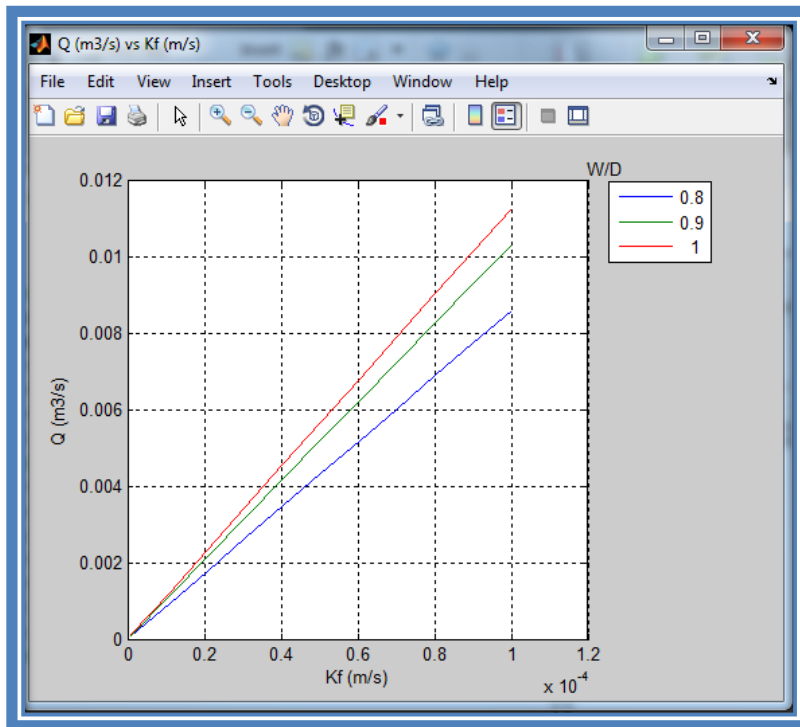 Q (m3/s) vs Kf (m/s)
File Edit View Insert Tools Desktop Window Help
W/D
0.8
0.9
1
0.012
0.01
0.008
0.006
0.004
0.002
0
Q (m3/s)
0 0.2 0.4 0.6 0.8 1 1.2
Kf (m/s)
x 10⁻⁴